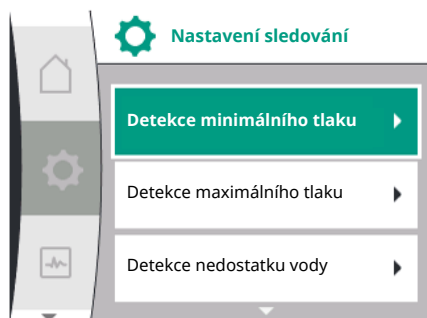 Nastavení sledování
Detekce minimálního tlaku
Detekce maximálního tlaku
Detekce nedostatku vody